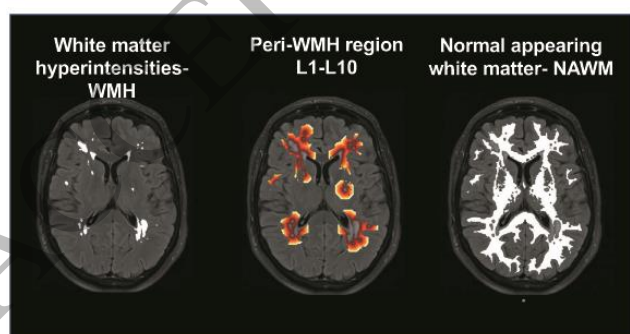 White matter
hyperintensities-
WMH
Peri-WMH region
L1-L10
Normal appearing
white matter- NAWM